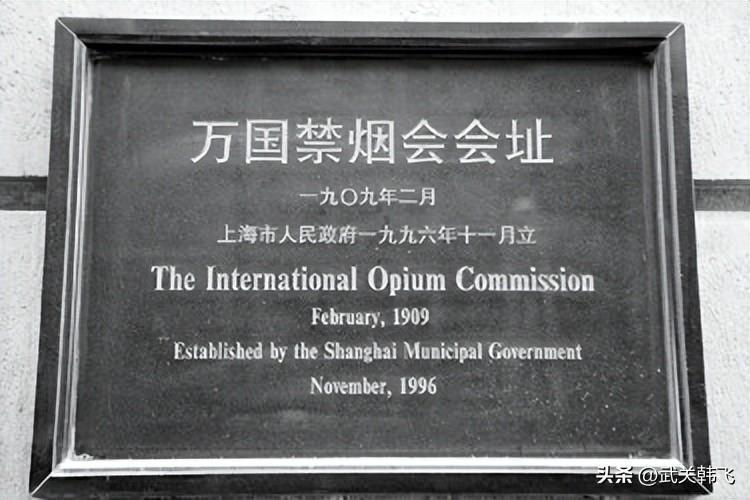 万国禁烟会会址
一九〇九年二月
上海市人民政府一九九六年十一月立
The International Opium Commission
February, 1909
Established by the Shanghai Municipal Government
November, 1996
头条 @武关韩飞